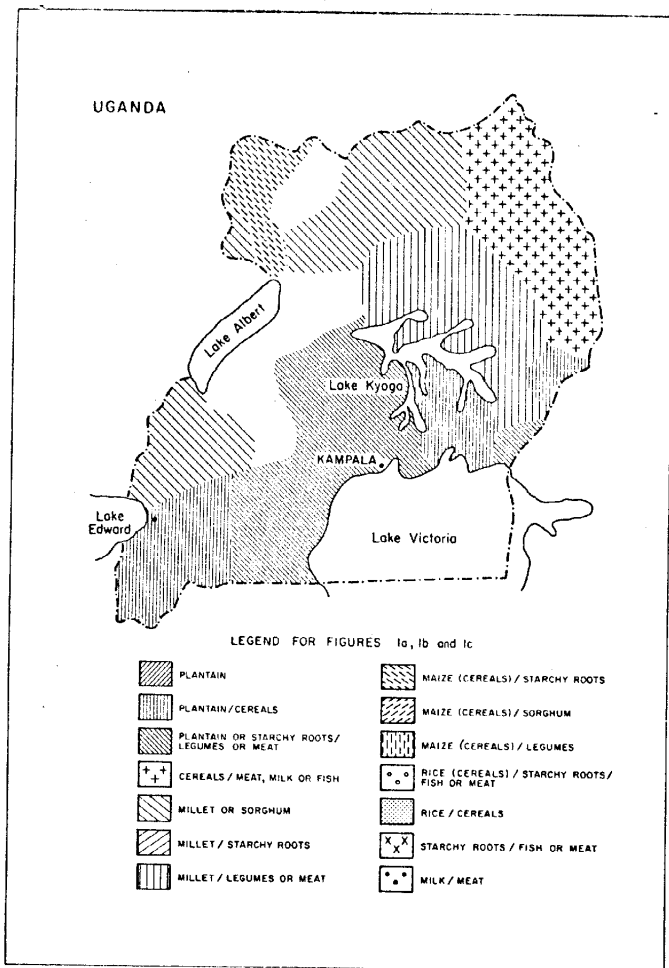 UGANDA
Lake Albert
Lake Kyoga
KAMPALA
Lake
Edward
Lake Victoria
LEGEND FOR FIGURES 1a, 1b and 1c
PLANTAIN
PLANTAIN/CEREALS
PLANTAIN OR STARCHY ROOTS/
LEGUMES OR MEAT
CEREALS/MEAT, MILK OR FISH
MILLET OR SORGHUM
MILLET/STARCHY ROOTS
MILLET/LEGUMES OR MEAT
MAIZE (CEREALS)/STARCHY ROOTS
MAIZE (CEREALS)/SORGHUM
MAIZE (CEREALS)/LEGUMES
RICE (CEREALS)/STARCHY ROOTS/
FISH OR MEAT
RICE/CEREALS
STARCHY ROOTS/FISH OR MEAT
MILK/MEAT